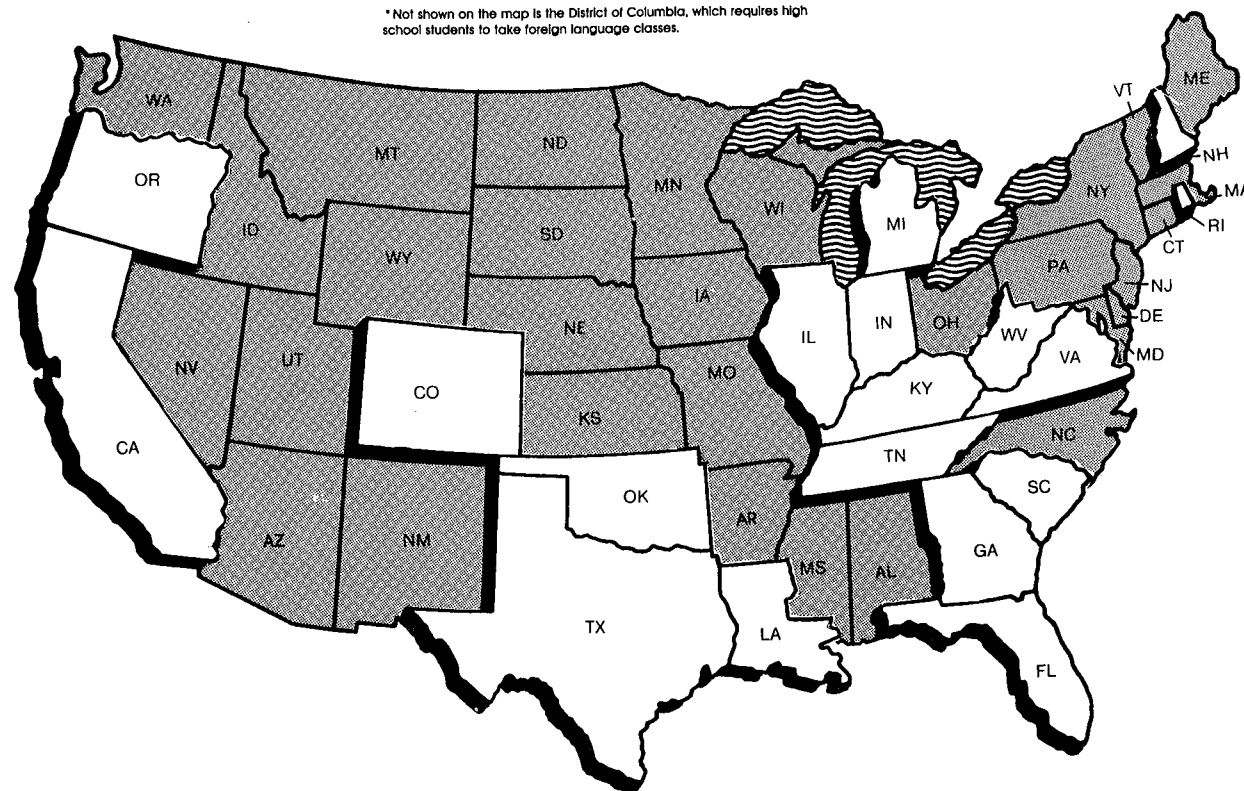 * Not shown on the map is the District of Columbia, which requires high
school students to take foreign language classes.
WA
OR
CA
ID
NV
MT
WY
UT
AZ
CO
NM
ND
SD
NE
KS
OK
TX
MN
IA
MO
AR
LA
WI
IL
MS
MI
IN
KY
TN
AL
OH
WV
VA
NC
SC
GA
FL
PA
NY
VT
ME
NH
MA
RI
CT
NJ
DE
MD